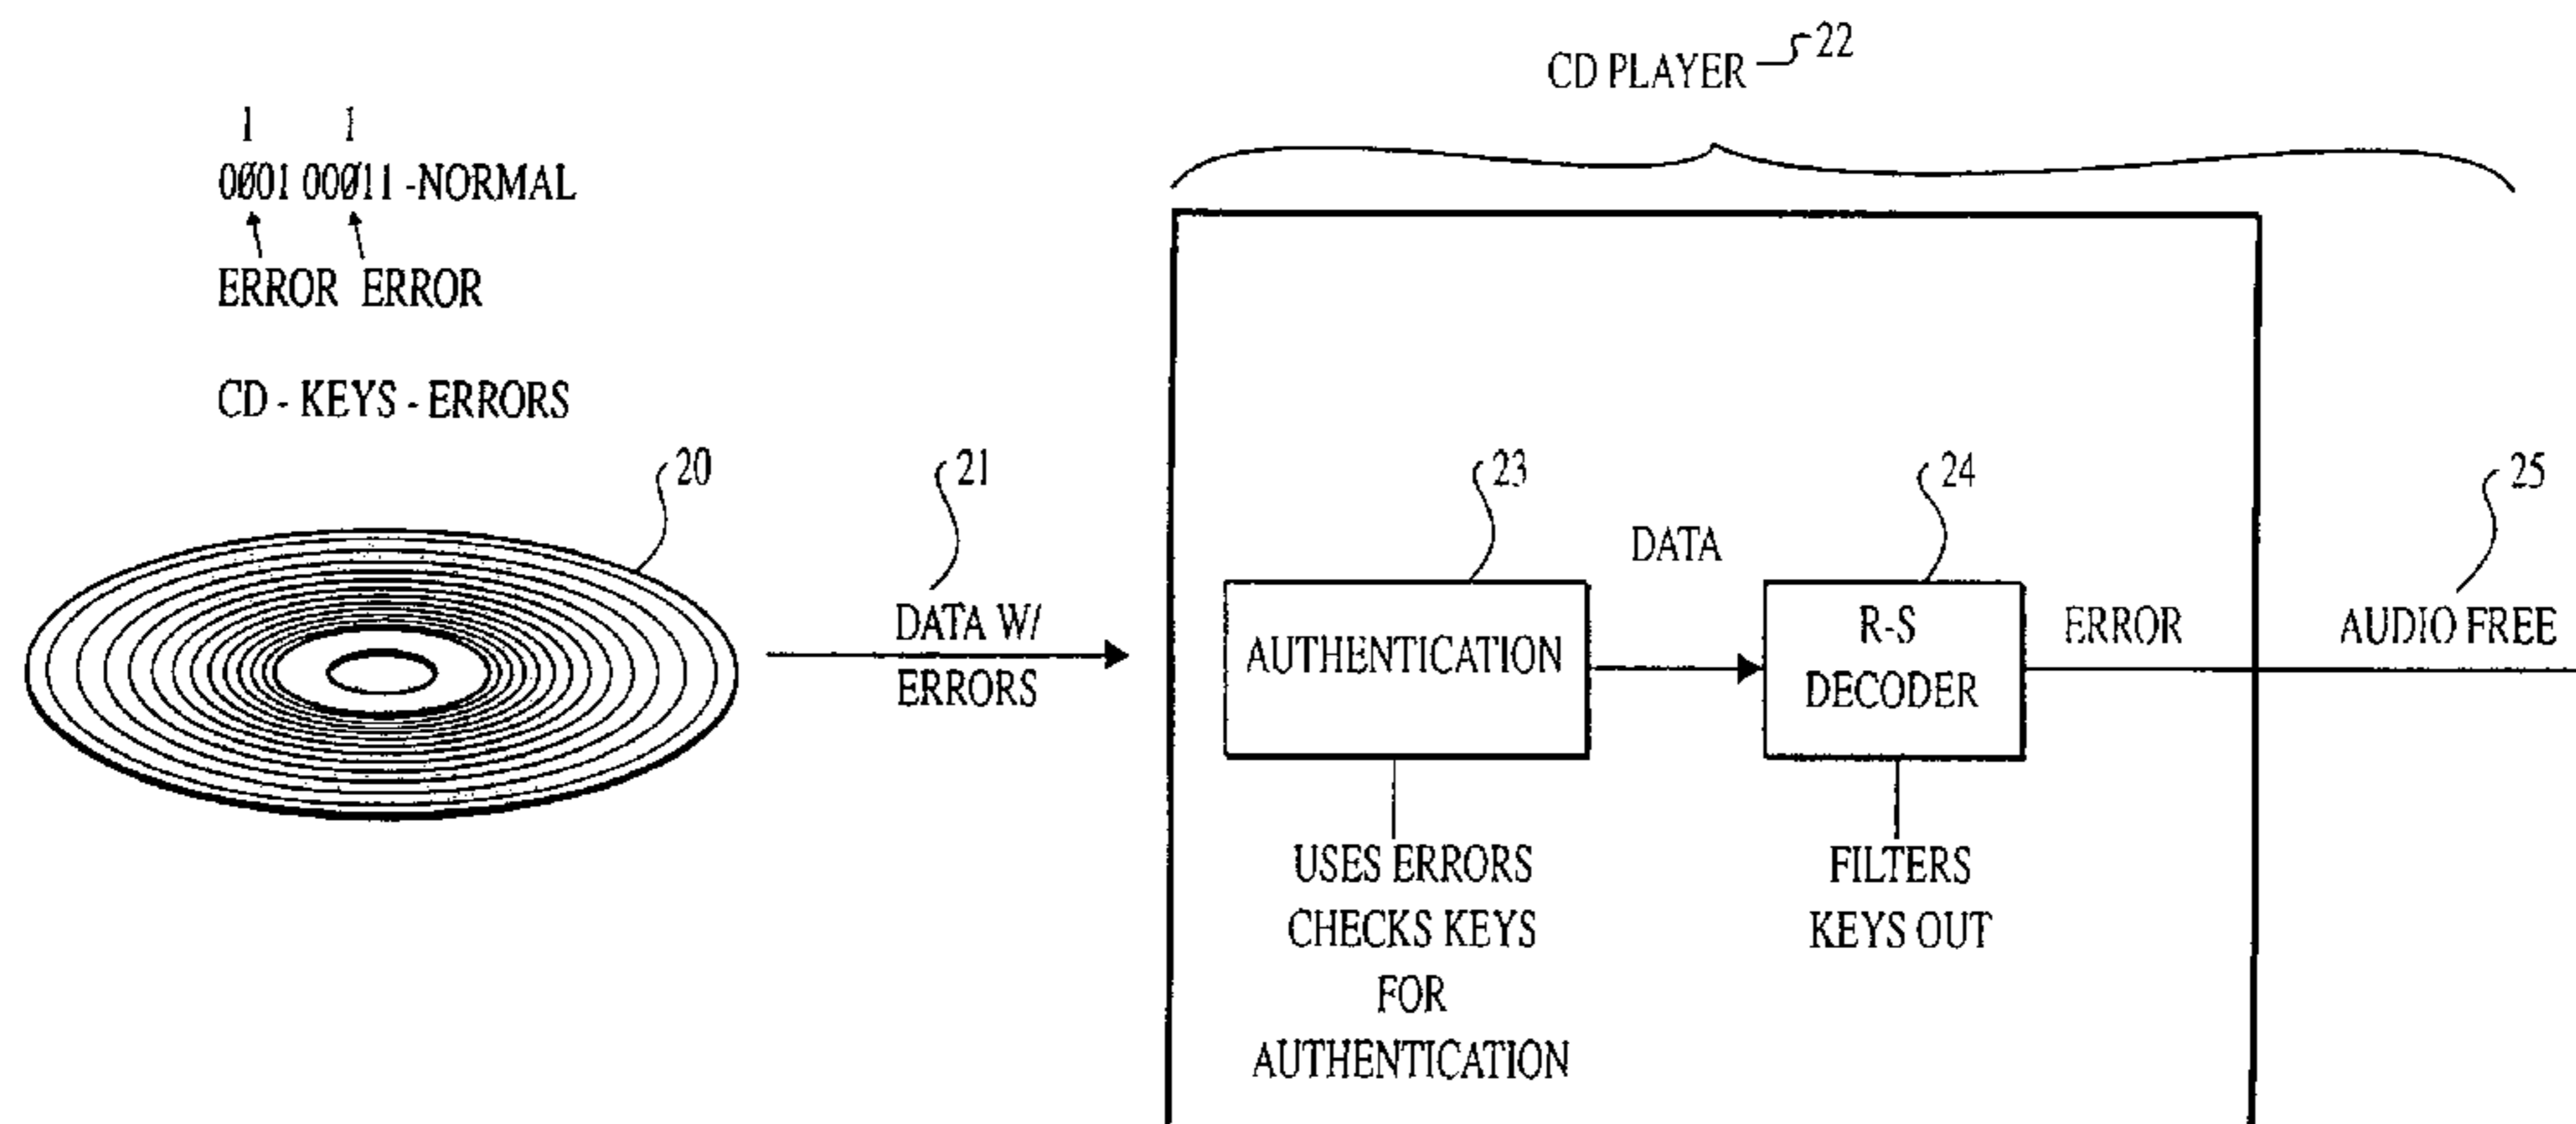 CD PLAYER 22
1 1
0001 00011 -NORMAL
ERROR ERROR
CD - KEYS - ERRORS
20
21
DATA W/
ERRORS
23
DATA
24
25
AUTHENTICATION
R-S
DECODER
ERROR
AUDIO FREE
USES ERRORS
CHECKS KEYS
FOR
AUTHENTICATION
FILTERS
KEYS OUT